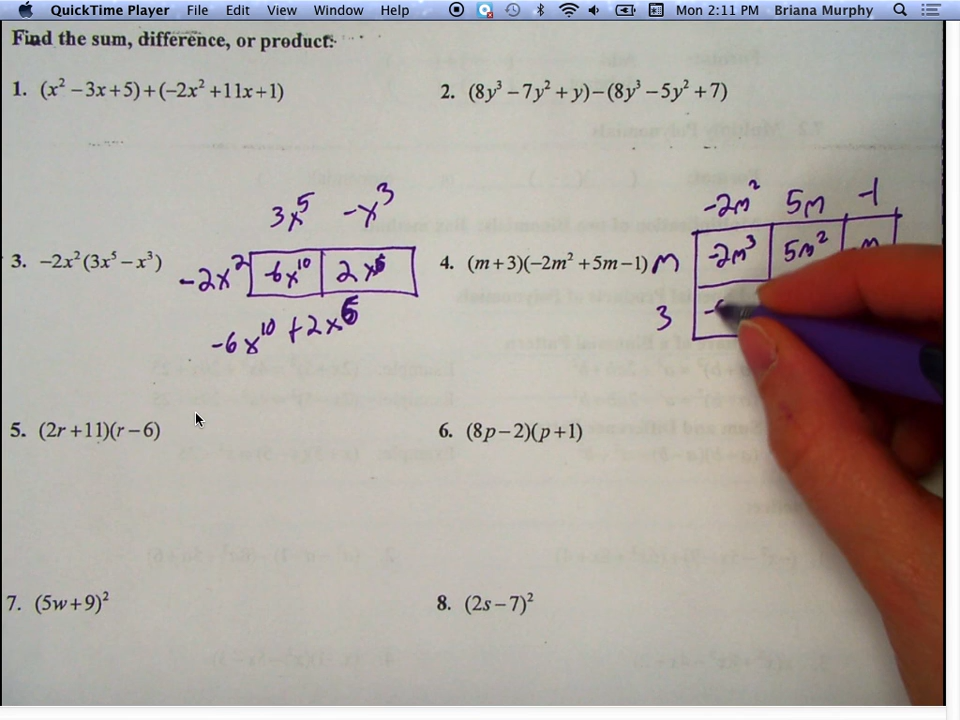 QuickTime Player File Edit View Window Help Mon 2:11 PM Briana Murphy
Find the sum, difference, or product:
1. (x² – 3x + 5) + (–2x² + 11x + 1)
2. (8y³ – 7y² + y) – (8y³ – 5y² + 7)
3x⁵ -x³
-2m² 5m -1
3. –2x²(3x⁵ – x³)
-2x² -6x¹⁰ 2x⁵
4. (m + 3)(–2m² + 5m – 1)
m -2m³ 5m² -m
3
-6x¹⁰ + 2x
5. (2r + 11)(r – 6)
6. (8p – 2)(p + 1)
7. (5w + 9)²
8. (2s – 7)²